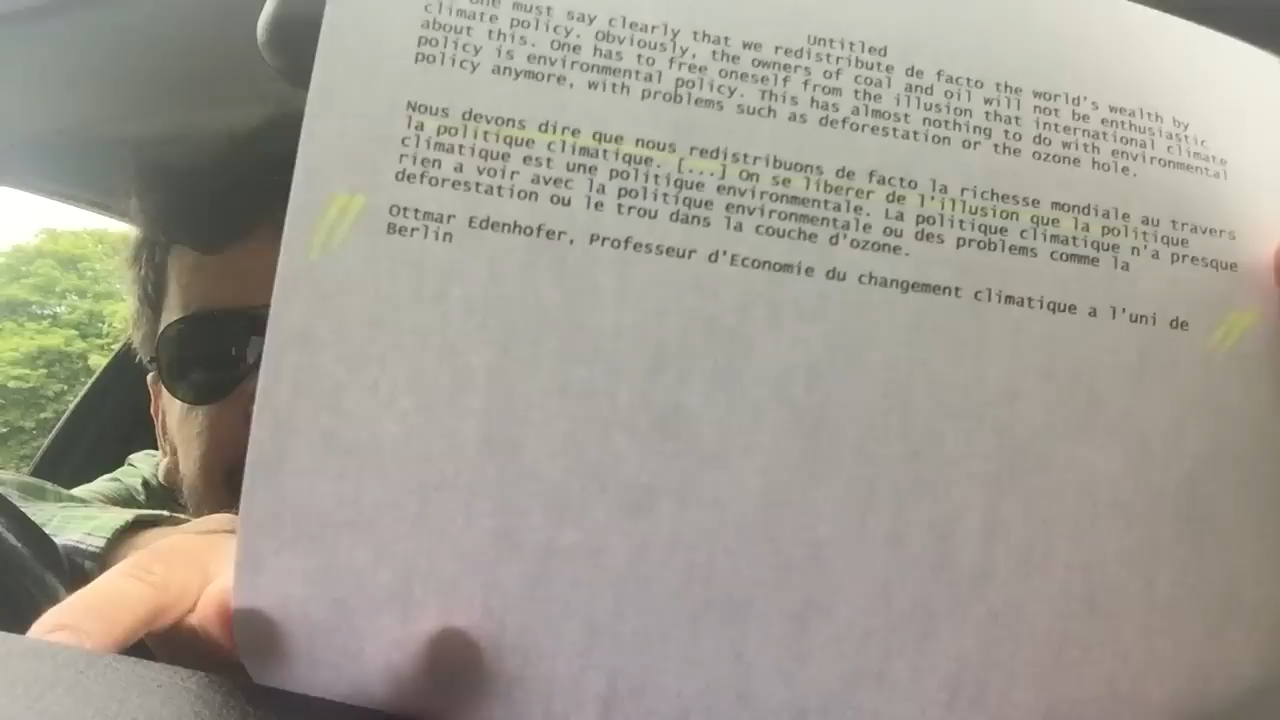 Untitled
one must say clearly that we redistribute de facto the world's wealth by
climate policy. Obviously, the owners of coal and oil will not be enthusiastic
about this. One has to free oneself from the illusion that international climate
policy is environmental policy. This has almost nothing to do with environmental
policy anymore, with problems such as deforestation or the ozone hole.
Nous devons dire que nous redistribuons de facto la richesse mondiale au travers
la politique climatique. [...] On se liberer de l'illusion que la politique
climatique est une politique environmentale. La politique climatique n'a presque
rien a voir avec la politique environmentale ou des problems comme la
deforestation ou le trou dans la couche d'ozone.
Ottmar Edenhofer, Professeur d'Economie du changement climatique a l'uni de
Berlin